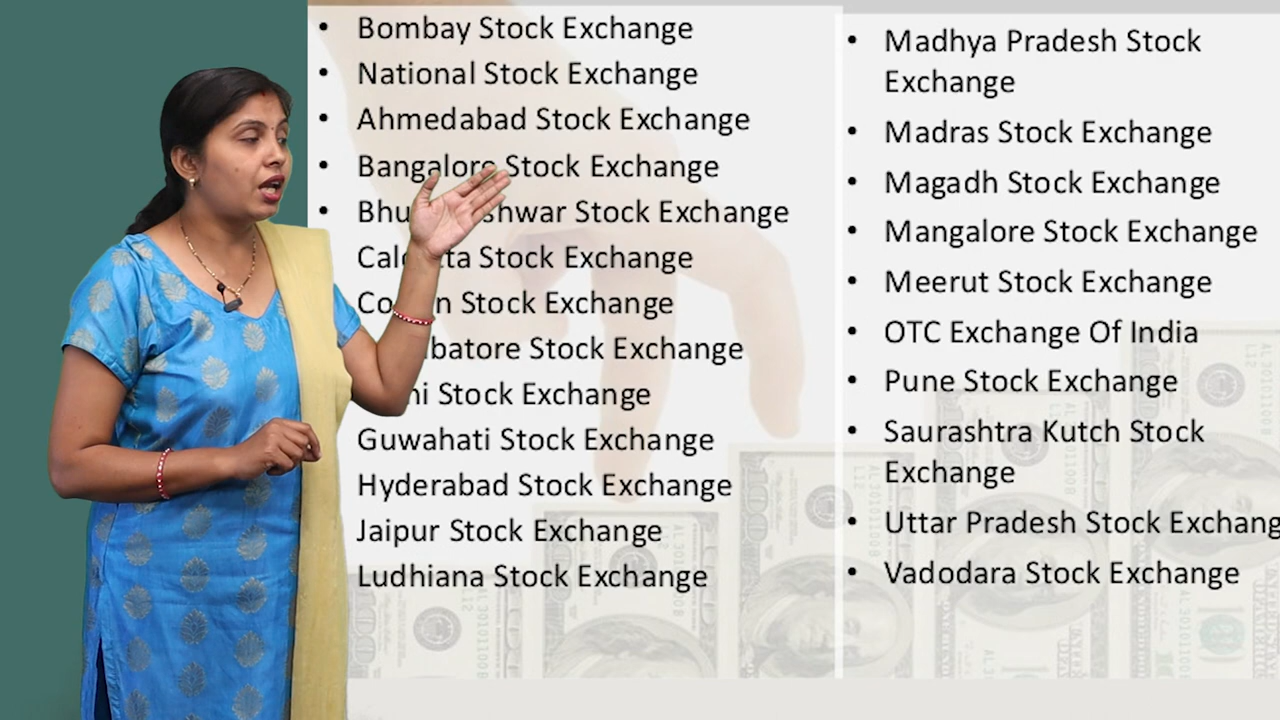 • Bombay Stock Exchange
• National Stock Exchange
• Ahmedabad Stock Exchange
• Bangalore Stock Exchange
• Stock Exchange
Stock Exchange
Stock Exchange
Stock Exchange
Stock Exchange
Guwahati Stock Exchange
Hyderabad Stock Exchange
Jaipur Stock Exchange
Ludhiana Stock Exchange
• Madhya Pradesh Stock
Exchange
• Madras Stock Exchange
• Magadh Stock Exchange
• Mangalore Stock Exchange
• Meerut Stock Exchange
• OTC Exchange Of India
• Pune Stock Exchange
• Saurashtra Kutch Stock
Exchange
• Uttar Pradesh Stock Exchang
• Vadodara Stock Exchange